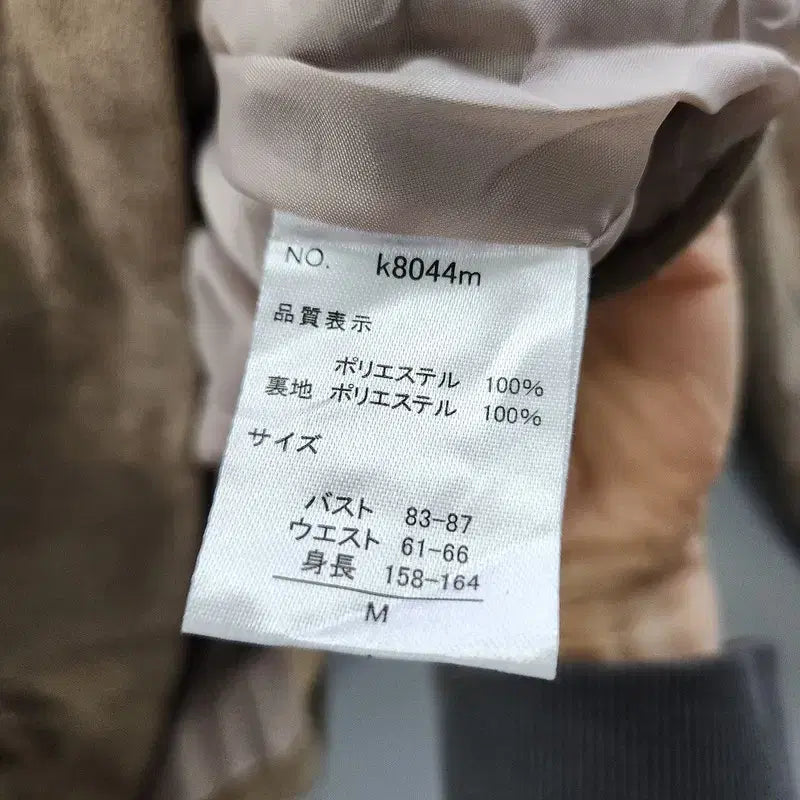 NO. k8044m
品質表示
ポリエステル 100%
裏地 ポリエステル 100%
サイズ
バスト 83-87
ウエスト 61-66
身長 158-164
M